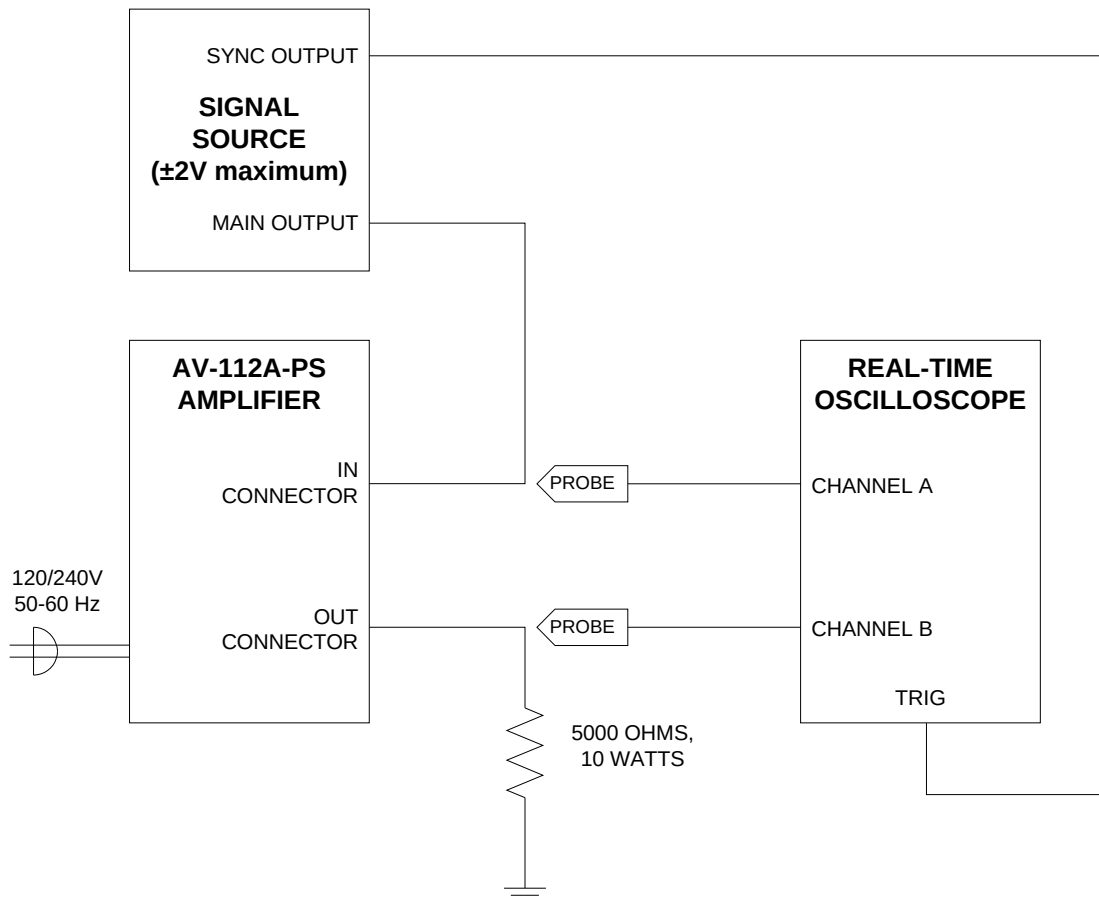 SYNC OUTPUT
SIGNAL
SOURCE
(±2V maximum)
MAIN OUTPUT
AV-112A-PS
AMPLIFIER
IN
CONNECTOR
OUT
CONNECTOR
120/240V
50-60 Hz
PROBE
PROBE
5000 OHMS,
10 WATTS
REAL-TIME
OSCILLOSCOPE
CHANNEL A
CHANNEL B
TRIG